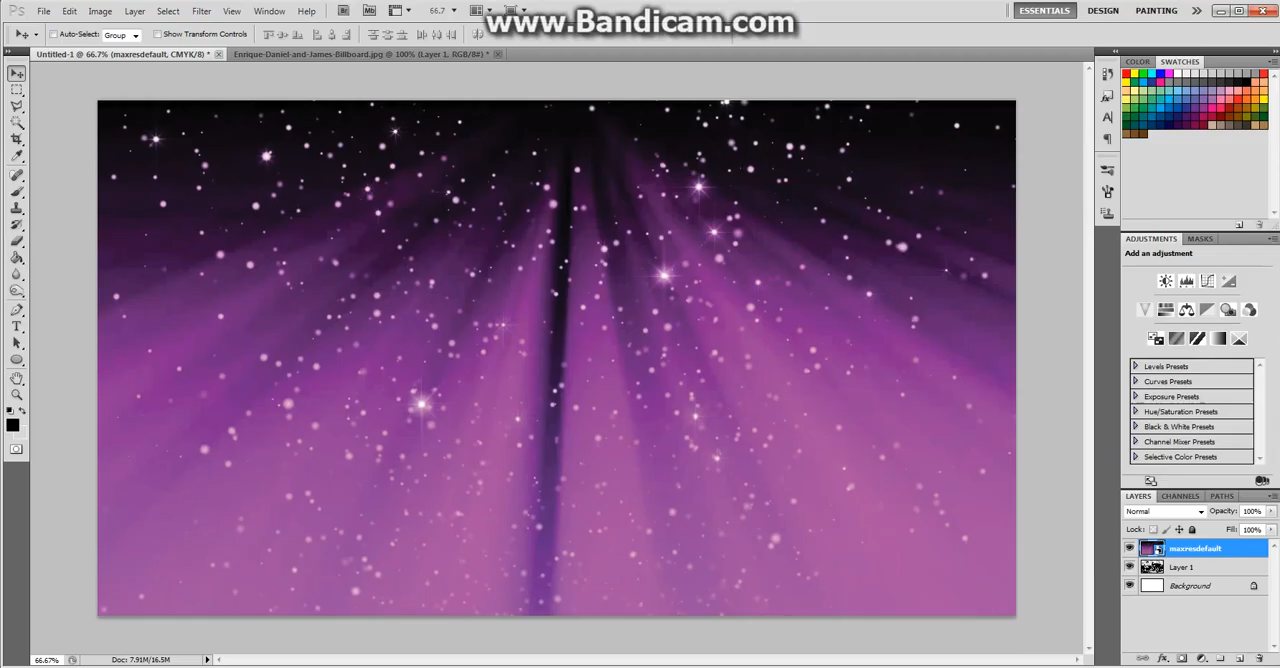 www.Bandicam.com
PS File Edit Image Layer Select Filter View Window Help Br Mb 66.7 ESSENTIALS DESIGN PAINTING
Auto-Select: Group Show Transform Controls
Untitled-1 @ 66.7% (maxresdefault, CMYK/8) * Enrique-Daniel-and-James-Billboard.jpg @ 100% (Layer 1, RGB/8#) *
COLOR SWATCHES
ADJUSTMENTS MASKS
Add an adjustment
Levels Presets
Curves Presets
Exposure Presets
Hue/Saturation Presets
Black & White Presets
Channel Mixer Presets
Selective Color Presets
LAYERS CHANNELS PATHS
Normal Opacity: 100%
Lock: Fill: 100%
maxresdefault
Layer 1
Background
66.67% Doc: 7.91M/16.5M